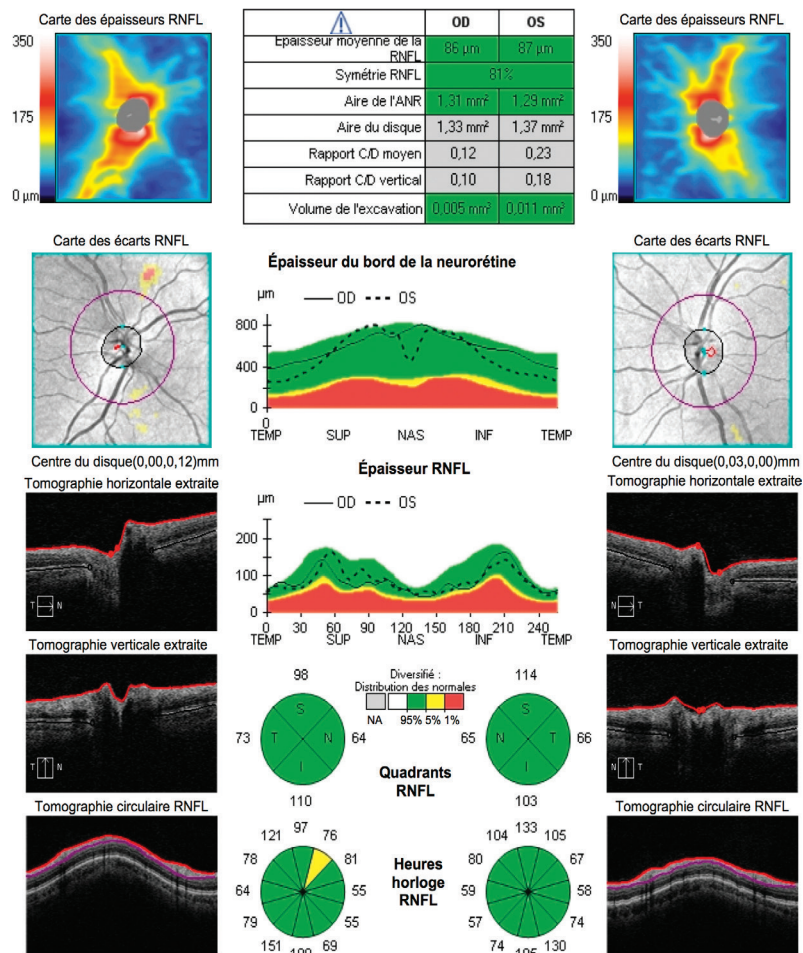 Carte des épaisseurs RNFL
350
175
0 µm
OD OS
Epaisseur moyenne de la RNFL 86 µm 87 µm
Symétrie RNFL 81%
Aire de l'ANR 1,31 mm² 1,29 mm²
Aire du disque 1,33 mm² 1,37 mm²
Rapport C/D moyen 0,12 0,23
Rapport C/D vertical 0,10 0,18
Volume de l'excavation 0,005 mm³ 0,011 mm³
Carte des épaisseurs RNFL
350
175
0 µm
Carte des écarts RNFL
Centre du disque(0,00,0,12)mm
Épaisseur du bord de la neurorétine
µm OD OS
800
400
0
0
TEMP SUP NAS INF TEMP
Carte des écarts RNFL
Centre du disque(0,03,0,00)mm
Tomographie horizontale extraite
T N
Épaisseur RNFL
µm OD OS
200
100
0
0 30 60 90 120 150 180 210 240
TEMP SUP NAS INF TEMP
Tomographie horizontale extraite
T N
Tomographie verticale extraite
T N
98
S
73 T N 64
I
110
Diversifié :
Distribution des normales
NA 95% 5% 1%
Quadrants
RNFL
114
S
65 N T 66
I
103
Tomographie verticale extraite
T N
Tomographie circulaire RNFL
97
121 76
78 81
64 55
79 55
151 69
Heures
horloge
RNFL
133
104 105
80 67
59 58
57 74
74 130
Tomographie circulaire RNFL